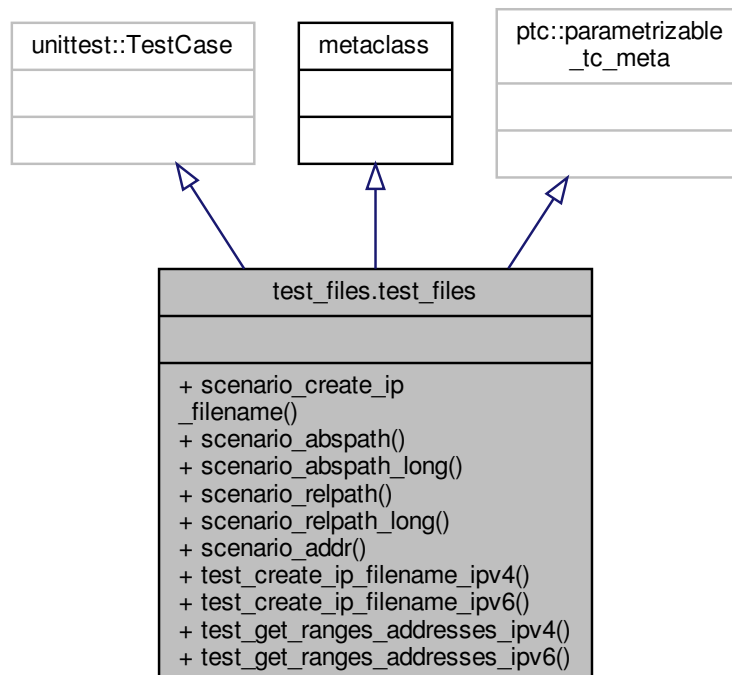 unittest::TestCase
metaclass
ptc::parametrizable
_tc_meta
test_files.test_files
+ scenario_create_ip
_filename()
+ scenario_abspath()
+ scenario_abspath_long()
+ scenario_relpath()
+ scenario_relpath_long()
+ scenario_addr()
+ test_create_ip_filename_ipv4()
+ test_create_ip_filename_ipv6()
+ test_get_ranges_addresses_ipv4()
+ test_get_ranges_addresses_ipv6()